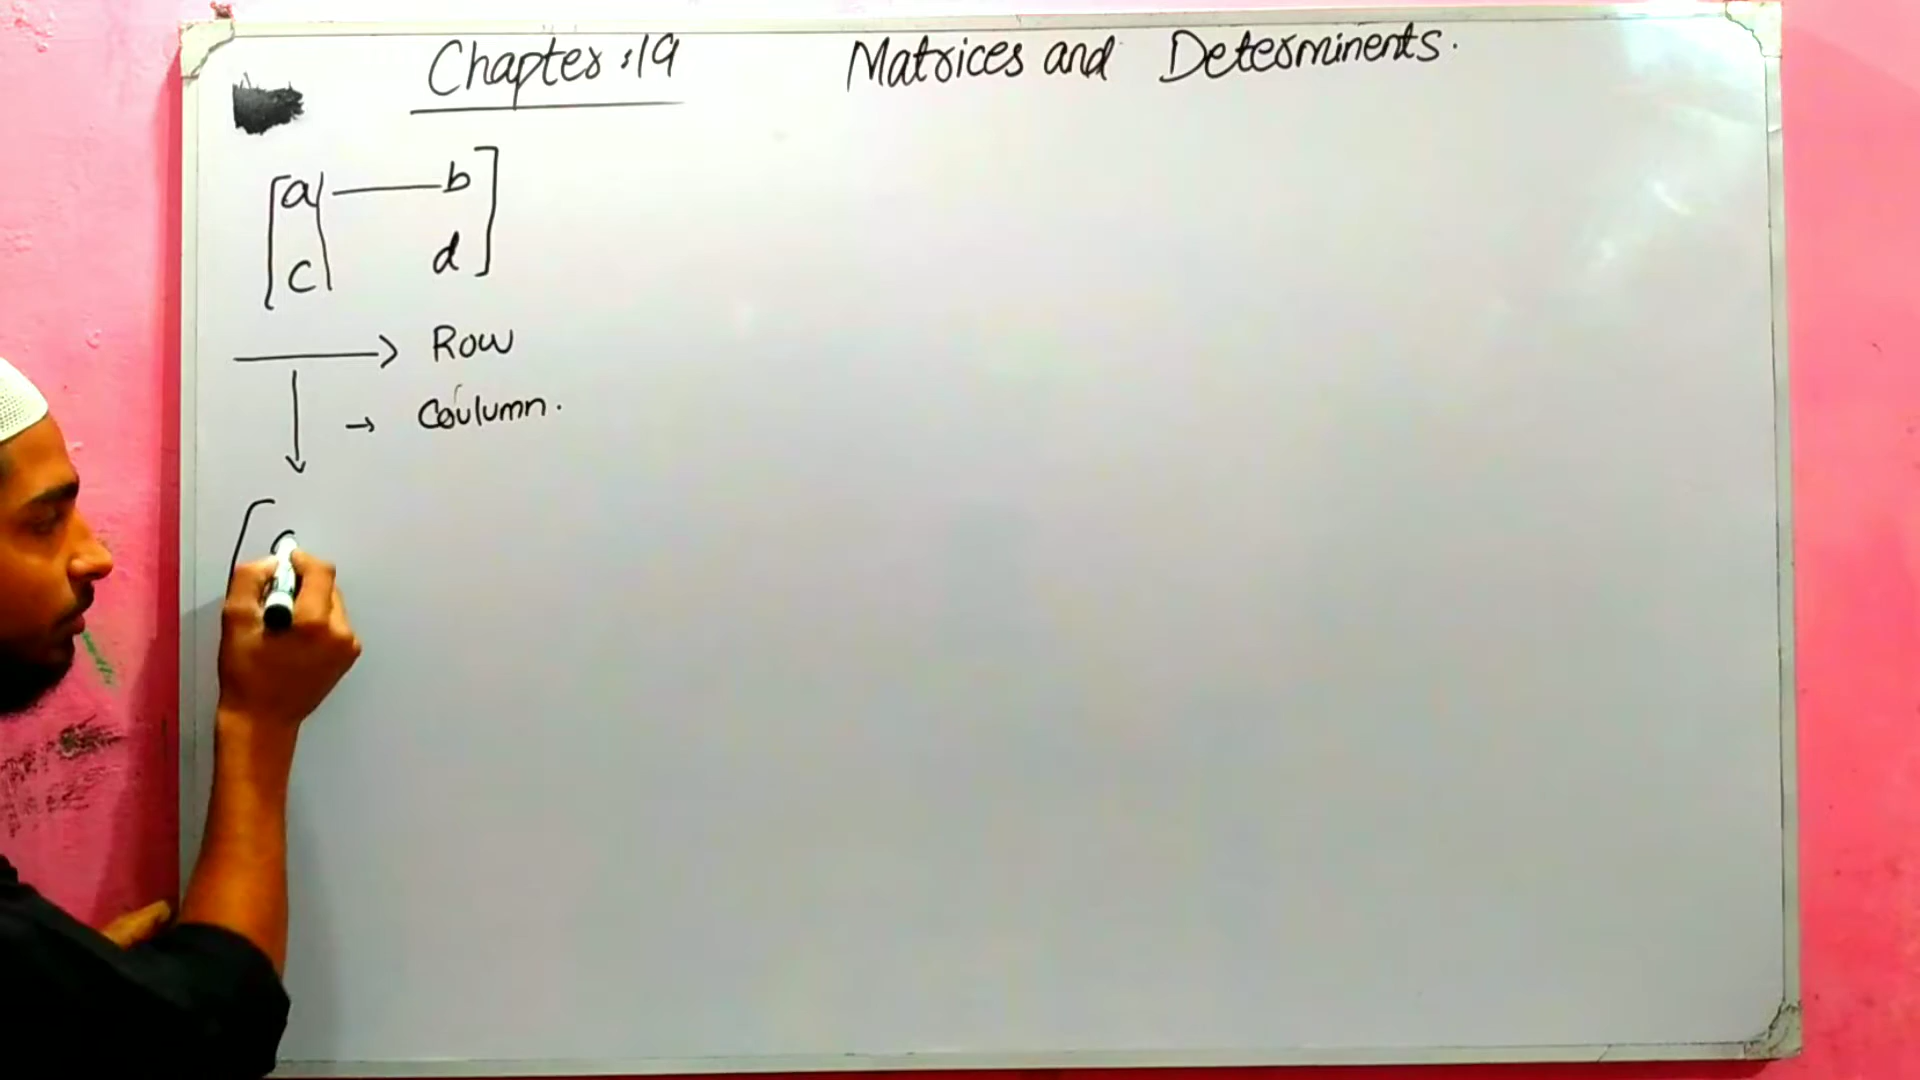 Chapter:19 Matrices and Determinents.
a b
c d
Row
→ Coulumn.